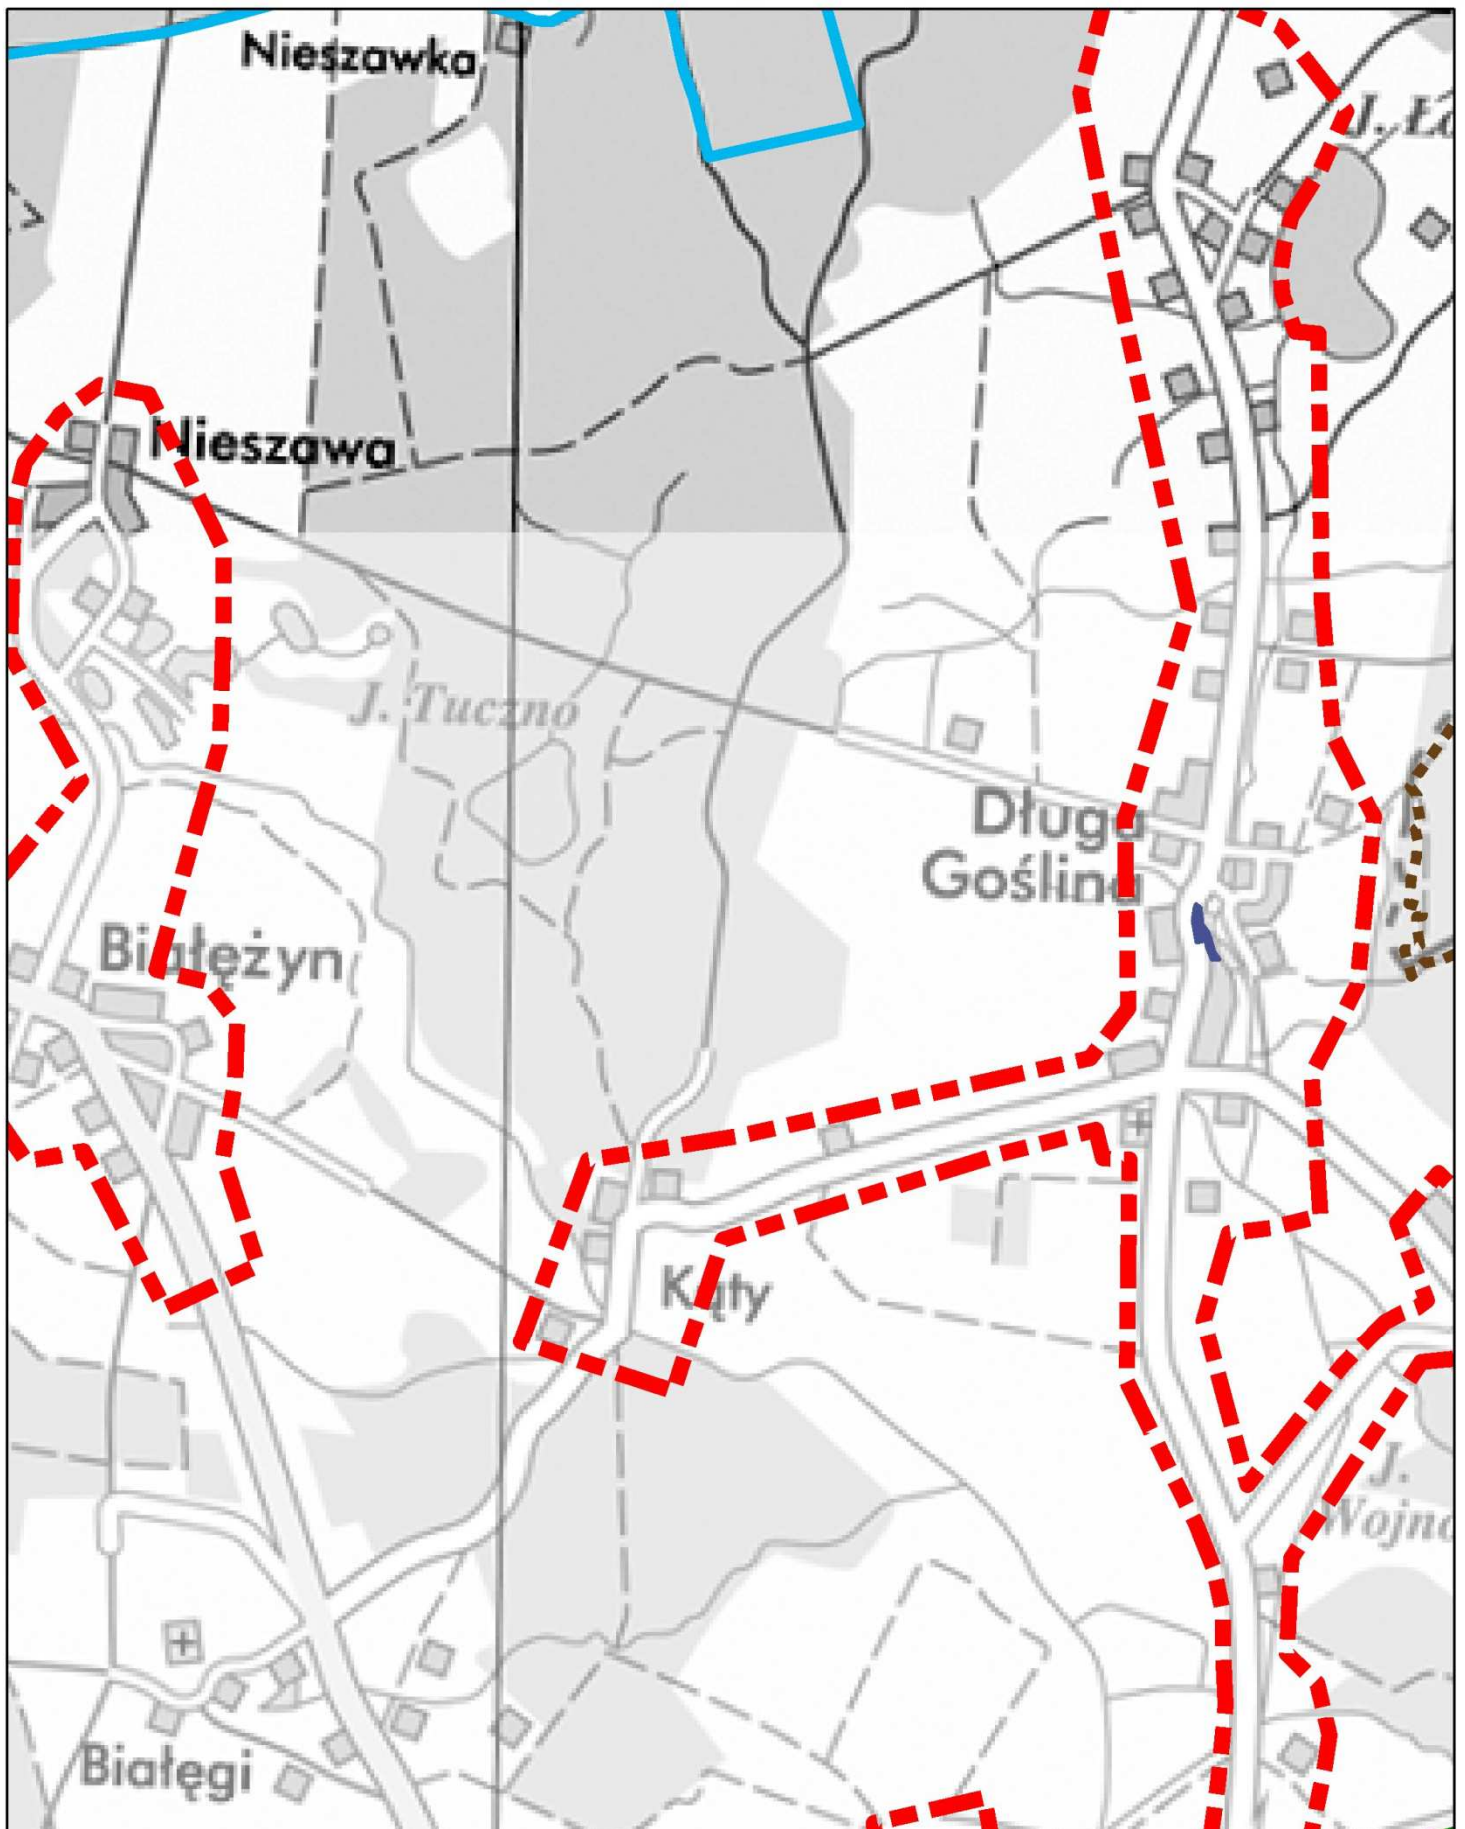 Nieszawka
J.
Nieszawa
J. Tuczno
Długa
Goślina
Białężyn
Kąty
J.
Białęgi